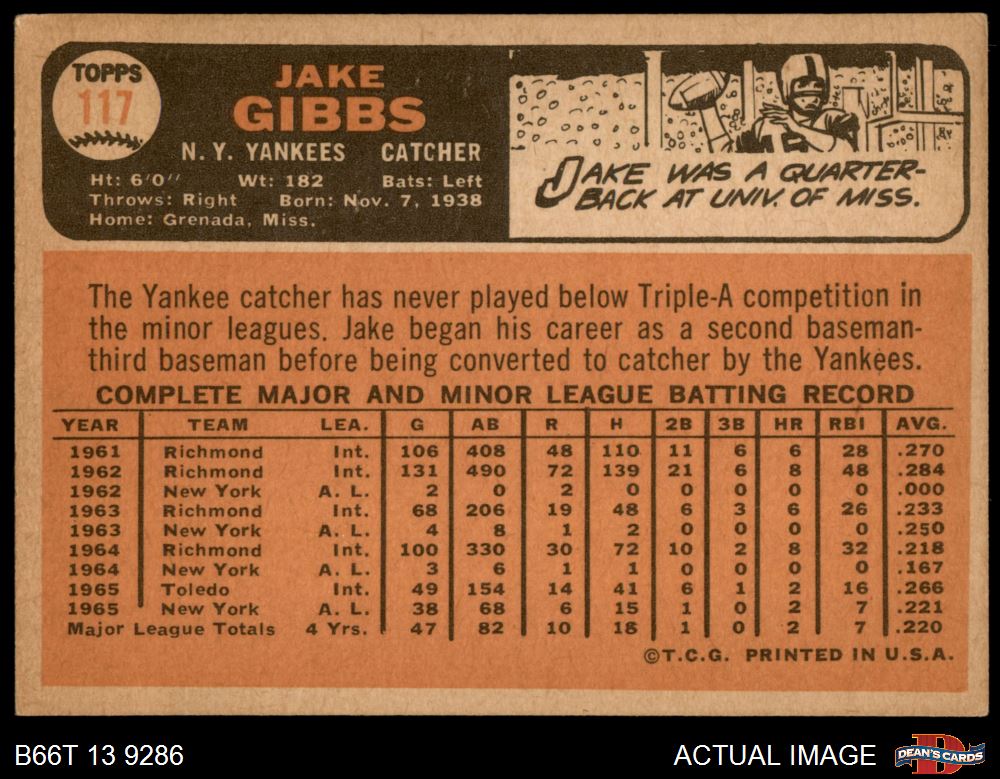 TOPPS
117
JAKE
GIBBS
N. Y. YANKEES CATCHER
Ht: 6'0" Wt: 182 Bats: Left
Throws: Right Born: Nov. 7, 1938
Home: Grenada, Miss.
JAKE WAS A QUARTER-
BACK AT UNIV. OF MISS.
The Yankee catcher has never played below Triple-A competition in
the minor leagues. Jake began his career as a second baseman-
third baseman before being converted to catcher by the Yankees.
COMPLETE MAJOR AND MINOR LEAGUE BATTING RECORD
YEAR TEAM LEA. G AB R H 2B 3B HR RBI AVG.
1961 Richmond Int. 106 408 48 110 11 6 6 28 .270
1962 Richmond Int. 131 490 72 139 21 6 8 48 .284
1962 New York A. L. 2 0 2 0 0 0 0 0 .000
1963 Richmond Int. 68 206 19 48 6 3 6 26 .233
1963 New York A. L. 4 8 1 2 0 0 0 0 .250
1964 Richmond Int. 100 330 30 72 10 2 8 32 .218
1964 New York A. L. 3 6 1 1 0 0 0 0 .167
1965 Toledo Int. 49 154 14 41 6 1 2 16 .266
1965 New York A. L. 38 68 6 15 1 0 2 7 .221
Major League Totals 4 Yrs. 47 82 10 18 1 0 2 7 .220
©T.C.G. PRINTED IN U.S.A.
B66T 13 9286
ACTUAL IMAGE
DEAN'S CARDS